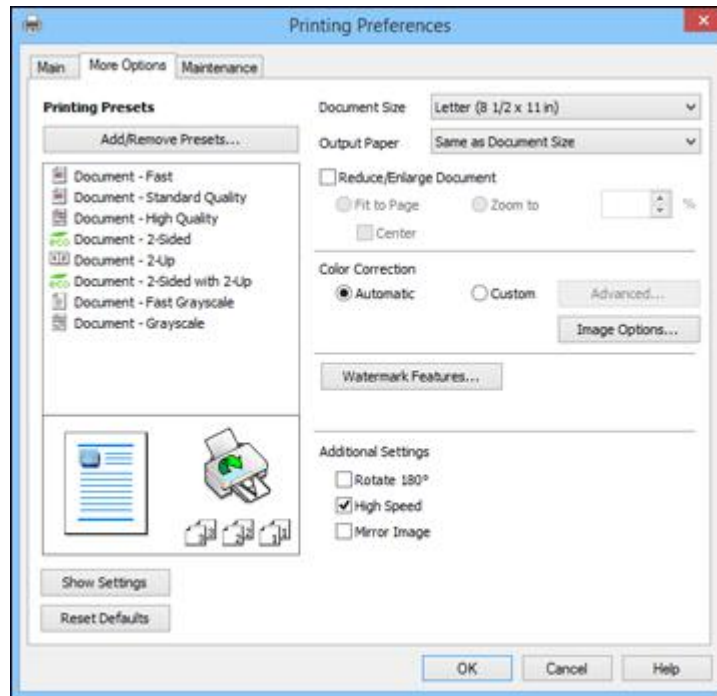 Printing Preferences
Main More Options Maintenance
Printing Presets
Add/Remove Presets...
Document - Fast
Document - Standard Quality
Document - High Quality
eco Document - 2-Sided
Document - 2-Up
eco Document - 2-Sided with 2-Up
Document - Fast Grayscale
Document - Grayscale
Show Settings
Reset Defaults
Document Size Letter (8 1/2 x 11 in)
Output Paper Same as Document Size
Reduce/Enlarge Document
Fit to Page Zoom to %
Center
Color Correction
Automatic Custom Advanced...
Image Options...
Watermark Features...
Additional Settings
Rotate 180°
High Speed
Mirror Image
OK Cancel Help